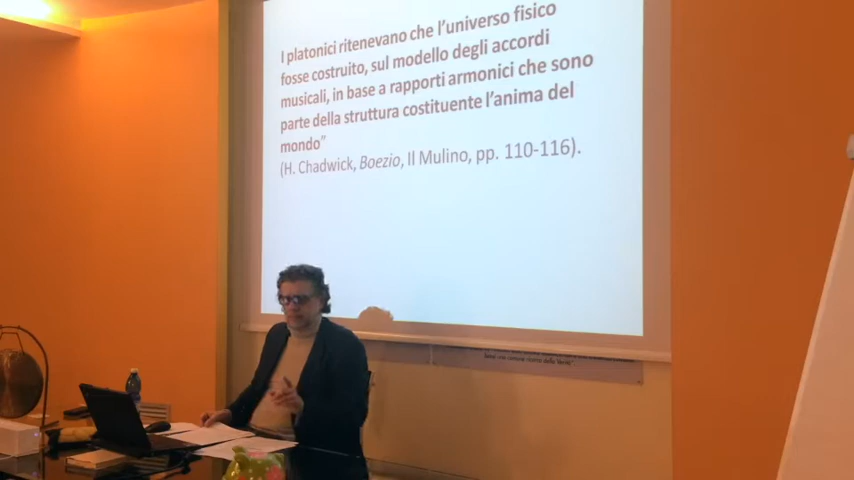 I platonici ritenevano che l'universo fisico
fosse costruito, sul modello degli accordi
musicali, in base a rapporti armonici che sono
parte della struttura costituente l'anima del
mondo"
(H. Chadwick, Boezio, Il Mulino, pp. 110-116).